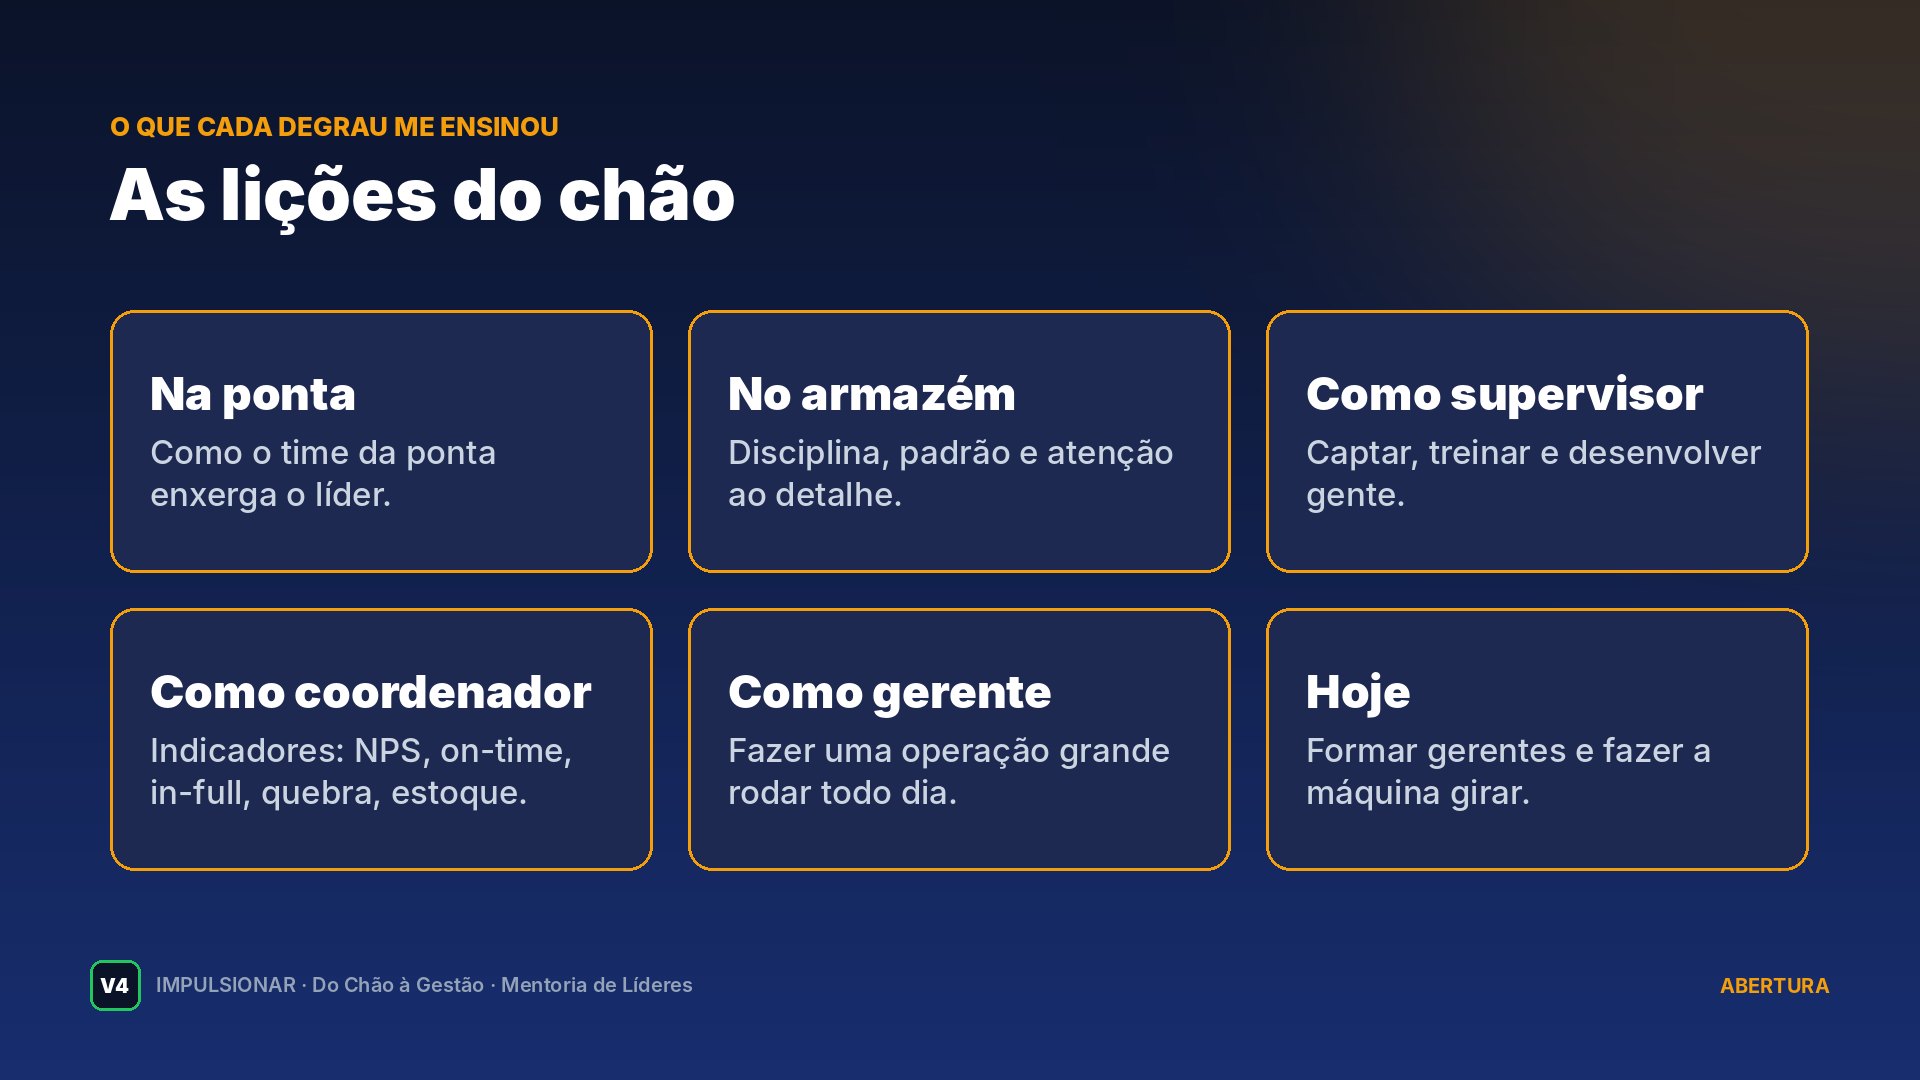 O QUE CADA DEGRAU ME ENSINOU
As lições do chão
Na ponta
Como o time da ponta
enxerga o líder.
No armazém
Disciplina, padrão e atenção
ao detalhe.
Como supervisor
Captar, treinar e desenvolver
gente.
Como coordenador
Indicadores: NPS, on-time,
in-full, quebra, estoque.
Como gerente
Fazer uma operação grande
rodar todo dia.
Hoje
Formar gerentes e fazer a
máquina girar.
V4
IMPULSIONAR · Do Chão à Gestão · Mentoria de Líderes
ABERTURA